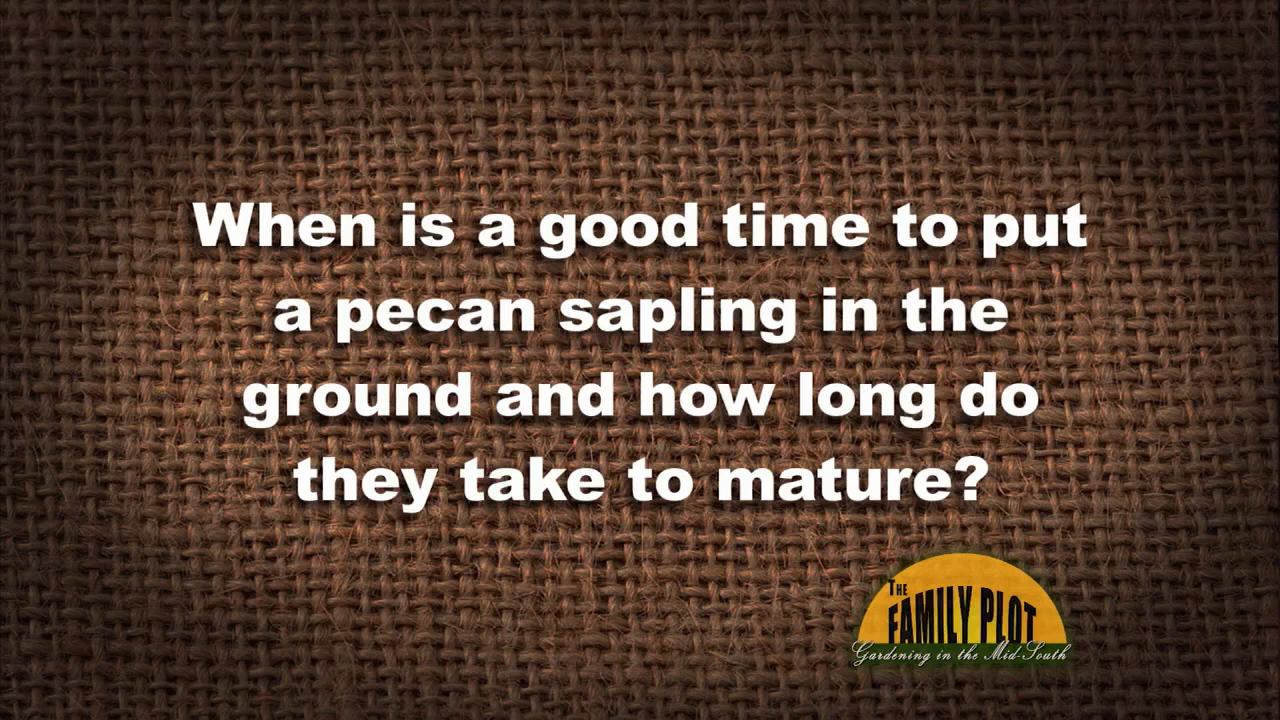 When is a good time to put
a pecan sapling in the
ground and how long do
they take to mature?
THE
FAMILY PLOT
Gardening in the Mid-South